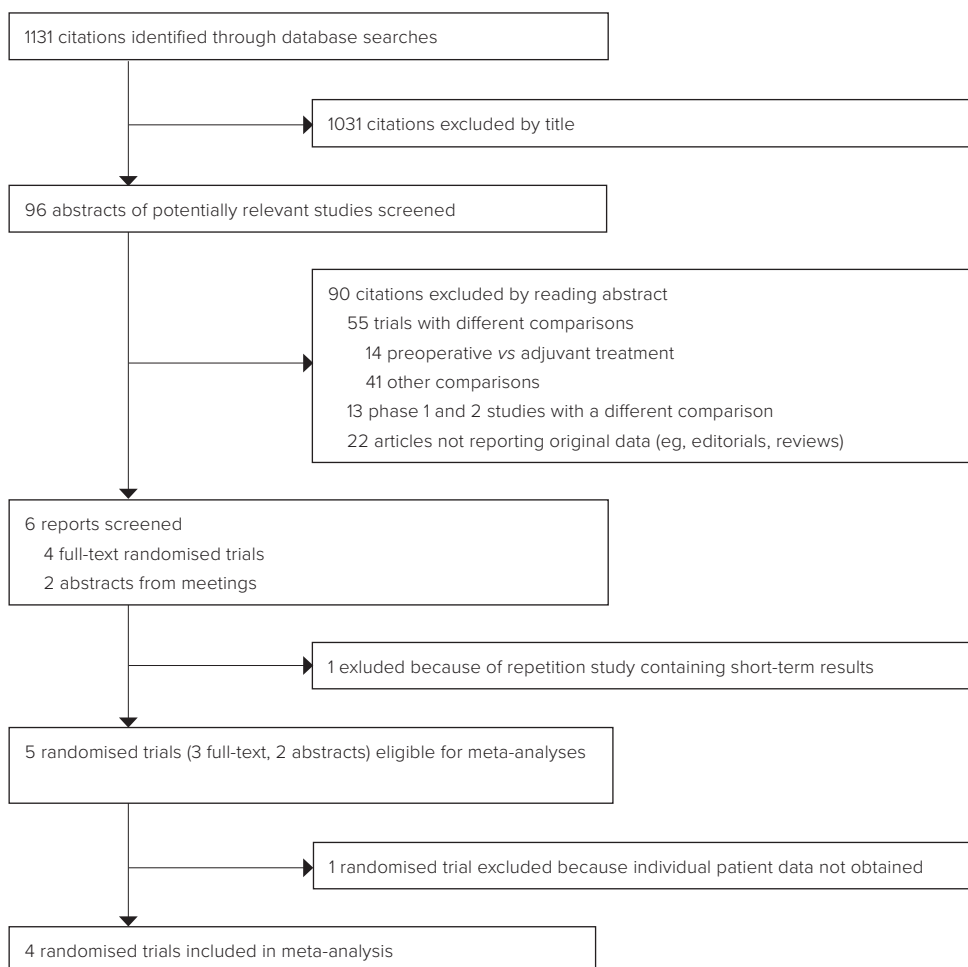 1131 citations identified through database searches
1031 citations excluded by title
96 abstracts of potentially relevant studies screened
90 citations excluded by reading abstract
55 trials with different comparisons
14 preoperative vs adjuvant treatment
41 other comparisons
13 phase 1 and 2 studies with a different comparison
22 articles not reporting original data (eg, editorials, reviews)
6 reports screened
4 full-text randomised trials
2 abstracts from meetings
1 exluded because of repetition study containing short-term results
5 randomised trials (3 full-text, 2 abstracts) eligible for meta-analyses
1 randomised trial excluded because individual patient data not obtained
4 randomised trials included in meta-analysis